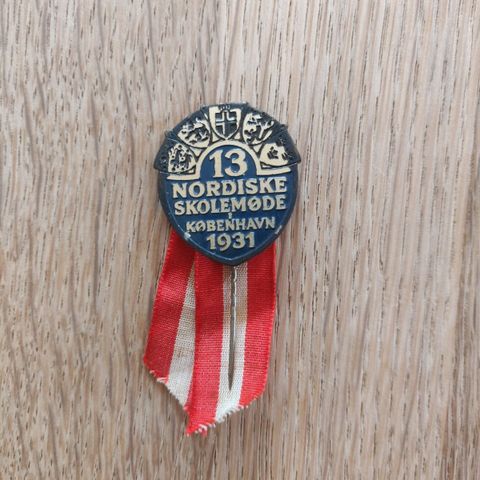 13
NORDISKE
SKOLEMØDE
I
KØBENHAVN
1931